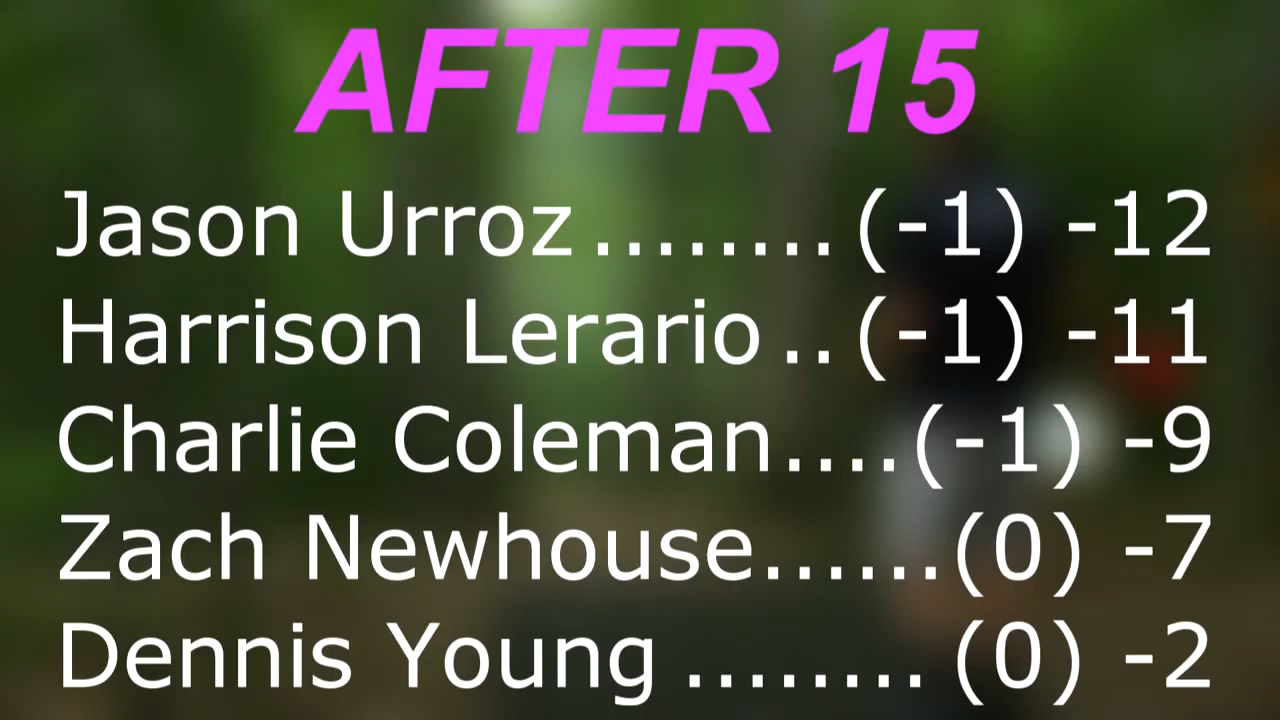 AFTER 15
Jason Urroz ........ (-1) -12
Harrison Lerario .. (-1) -11
Charlie Coleman .... (-1) -9
Zach Newhouse...... (0) -7
Dennis Young ........ (0) -2